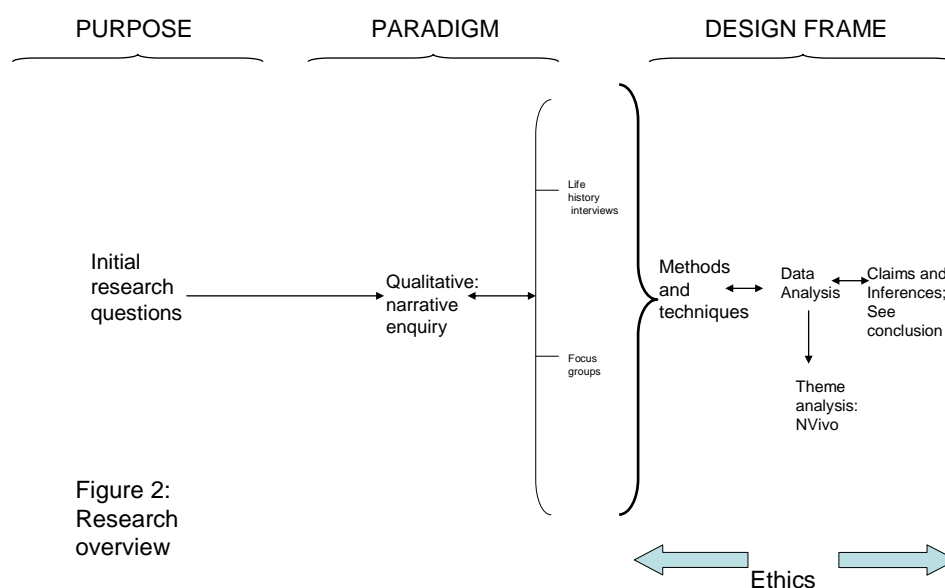 PURPOSE
PARADIGM
DESIGN FRAME
Initial
research
questions
Qualitative:
narrative
enquiry
Life
history
interviews
Focus
groups
Methods
and
techniques
Data
Analysis
Claims and
Inferences;
See
conclusion
Theme
analysis:
NVivo
Figure 2:
Research
overview
Ethics